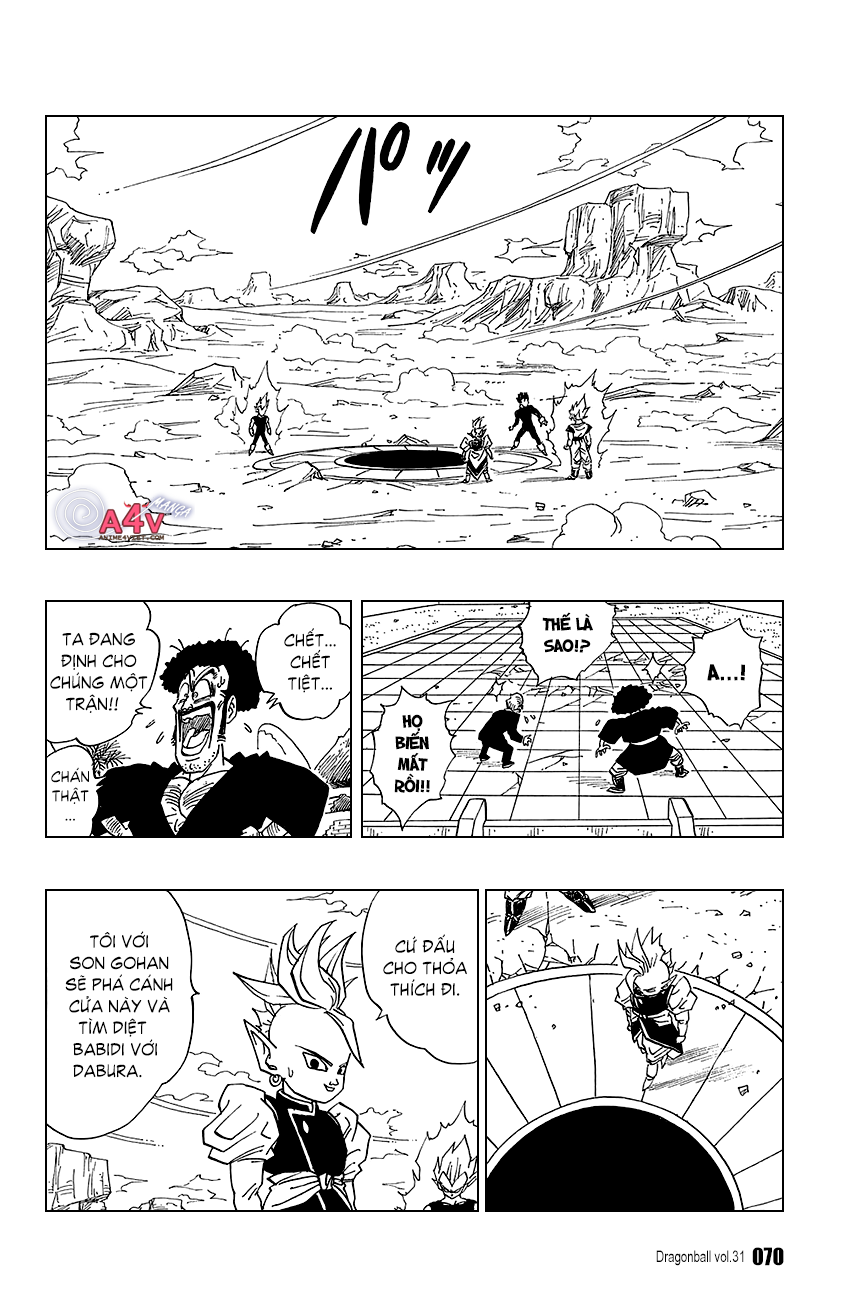 パッ
A4V
MANGA
ANIME4VIET.COM
A...!
THẾ LÀ
SAO!?
HỌ
BIẾN
MẤT
RỒI!!
CHẾT...
CHẾT
TIỆT...
TA ĐANG
ĐỊNH CHO
CHÚNG MỘT
TRẬN!!
CHÁN
THẬT
...
CỨ ĐẤU
CHO THỎA
THÍCH ĐI.
TÔI VỚI
SON GOHAN
SẼ PHÁ CÁNH
CỬA NÀY VÀ
TÌM DIỆT
BABIDI VỚI
DABURA.
Dragonball vol.31 070